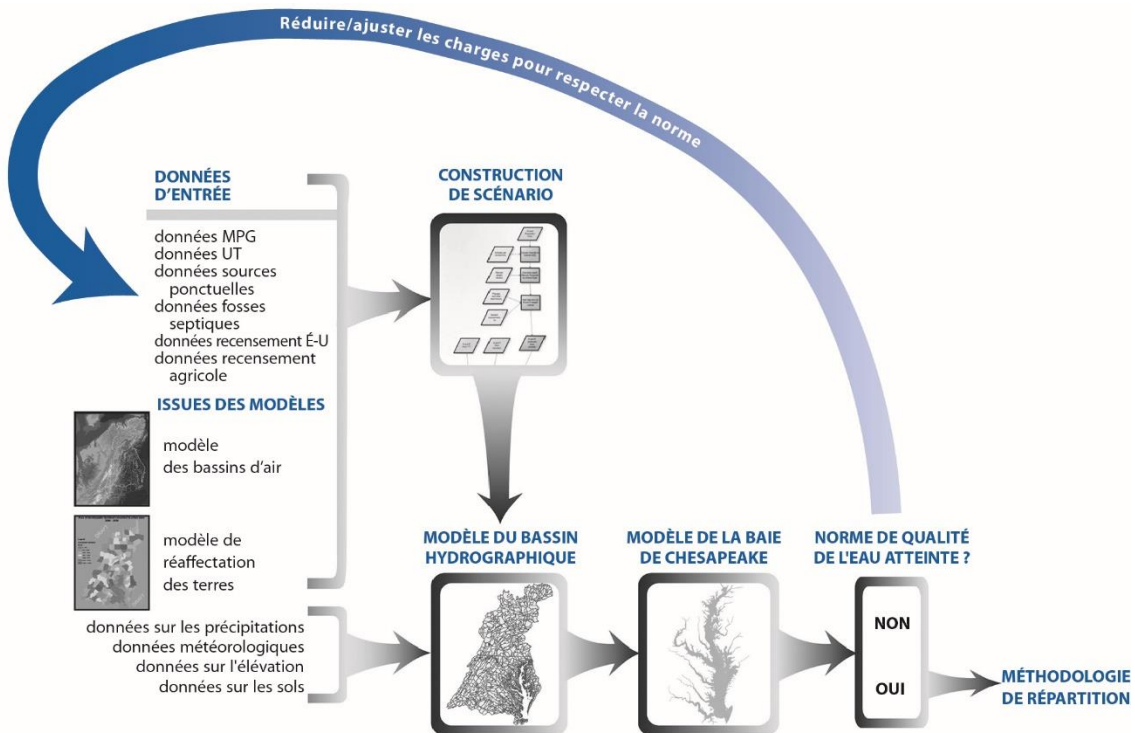 Réduire/ajuster les charges pour respecter la norme
DONNÉES
D'ENTRÉE
données MPG
données UT
données sources
ponctuelles
données fosses
septiques
données recensement É-U
données recensement
agricole
ISSUES DES MODÈLES
modèle
des bassins d'air
modèle de
réaffectation
des terres
données sur les précipitations
données météorologiques
données sur l'élévation
données sur les sols
CONSTRUCTION
DE SCÉNARIO
MODÈLE DU BASSIN
HYDROGRAPHIQUE
MODÈLE DE LA BAIE
DE CHESAPEAKE
NORME DE QUALITÉ
DE L'EAU ATTEINTE ?
NON
OUI
MÉTHODOLOGIE
DE RÉPARTITION